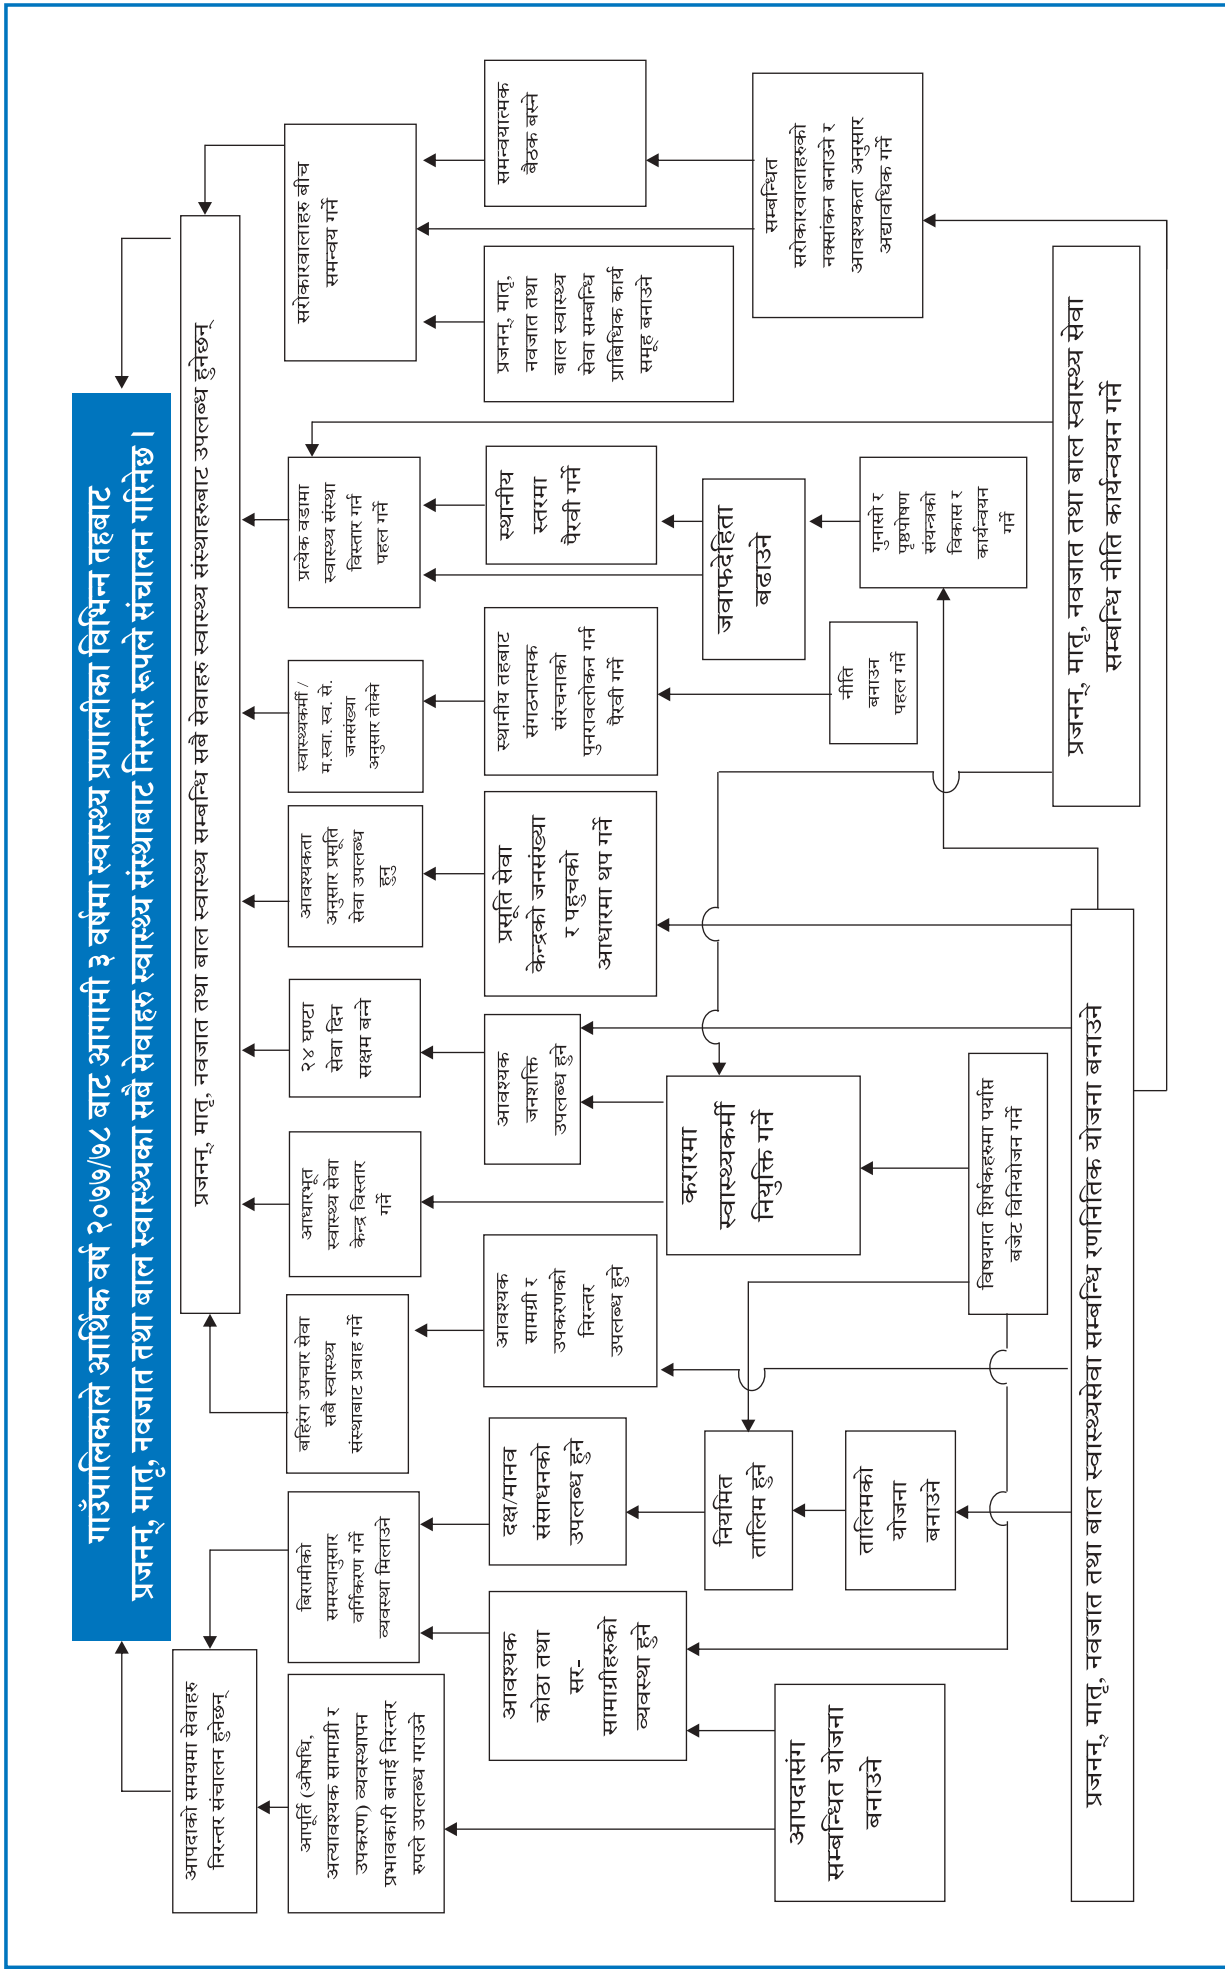 गाउँपालिकाले आर्थिक वर्ष २०७७/७८ बाट आगामी ३ वर्षमा स्वास्थ्य प्रणालीका विभिन्न तहबाट
प्रजनन्, मातृ, नवजात तथा बाल स्वास्थ्यका सबै सेवाहरु स्वास्थ्य संस्थाबाट निरन्तर रूपले संचालन गरिनेछ ।
आपदाको समयमा सेवाहरु
निरन्तर संचालन हुनेछन्
प्रजनन्, मातृ, नवजात तथा बाल स्वास्थ्य सम्बन्धि सबै सेवाहरु स्वास्थ्य संस्थाहरुबाट उपलब्ध हुनेछन्
आपूर्ति (औषधि,
अत्यावश्यक सामाग्री र
उपकरण) व्यवस्थापन
प्रभावकारी बनाई निरन्तर
रुपले उपलब्ध गराउने
बिरामीको
समस्यानुसार
वर्गिकरण गर्ने
व्यवस्था मिलाउने
बहिरंग उपचार सेवा
सबै स्वास्थ्य
संस्थाबाट प्रवाह गर्ने
आधारभूत
स्वास्थ्य सेवा
केन्द्र विस्तार
गर्ने
२४ घण्टा
सेवा दिन
सक्षम बन्ने
आवश्यकता
अनुसार प्रसूति
सेवा उपलब्ध
हुनु
स्वास्थ्यकर्मी /
म.स्वा. स्व. से.
जनसंख्या
अनुसार तोक्ने
प्रत्येक वडामा
स्वास्थ्य संस्था
विस्तार गर्न
पहल गर्ने
सरोकारवालाहरु बीच
समन्वय गर्ने
आवश्यक
कोठा तथा
सर-
सामाग्रीहरुको
व्यवस्था हुने
दक्ष/मानव
संसाधनको
उपलब्ध हुने
आवश्यक
सामग्री र
उपकरणको
निरन्तर
उपलब्ध हुने
आवश्यक
जनशक्ति
उपलब्ध हुने
प्रसूति सेवा
केन्द्रको जनसंख्या
र पहुचको
आधारमा थप गर्ने
स्थानीय तहबाट
संगठनात्मक
संरचनाको
पुनरावलोकन गर्न
पैरवी गर्ने
स्थानीय
स्तरमा
पैरवी गर्ने
प्रजनन्, मातृ,
नवजात तथा
बाल स्वास्थ्य
सेवा सम्बन्धि
प्राबिधिक कार्य
समूह बनाउने
समन्वयात्मक
बैठक बस्ने
आपदासंग
सम्बन्धित योजना
बनाउने
नियमित
तालिम हुने
तालिमको
योजना
बनाउने
करारमा
स्वास्थ्यकर्मी
नियुक्ति गर्ने
विषयगत शिर्षकहरुमा पर्याप्त
बजेट विनियोजन गर्ने
नीति
बनाउन
पहल गर्ने
जवाफदेहिता
बढाउने
गुनासो र
पृष्ठपोषण
संयन्त्रको
विकास र
कार्यन्वयन
गर्ने
सम्बन्धित
सरोकारवालाहरुको
नक्सांकन बनाउने र
आवश्यकता अनुसार
अद्यावधिक गर्ने
प्रजनन्, मातृ, नवजात तथा बाल स्वास्थ्यसेवा सम्बन्धि रणनितिक योजना बनाउने
प्रजनन्, मातृ, नवजात तथा बाल स्वास्थ्य सेवा
सम्बन्धि नीति कार्यन्वयन गर्ने